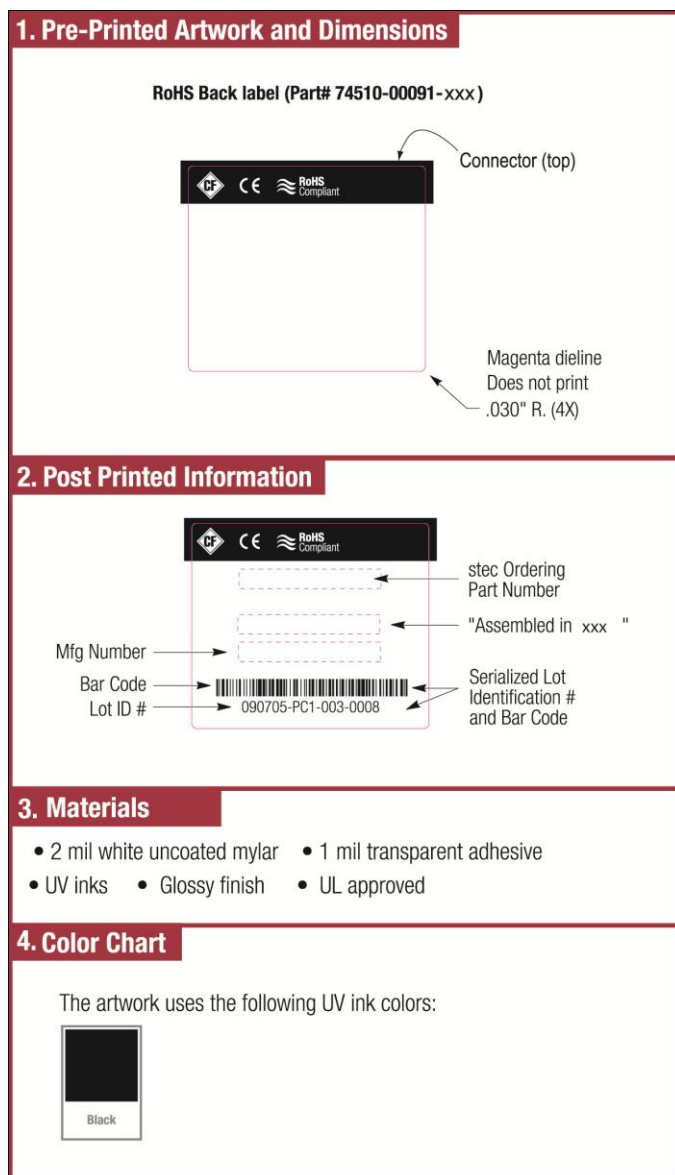 1. Pre-Printed Artwork and Dimensions
RoHS Back label (Part# 74510-00091-xxx)
Connector (top)
CF CE RoHS
Compliant
Magenta dieline
Does not print
.030" R. (4X)
2. Post Printed Information
CF CE RoHS
Compliant
stec Ordering
Part Number
"Assembled in xxx "
Mfg Number
Bar Code
Lot ID #
090705-PC1-003-0008
Serialized Lot
Identification #
and Bar Code
3. Materials
• 2 mil white uncoated mylar • 1 mil transparent adhesive
• UV inks • Glossy finish • UL approved
4. Color Chart
The artwork uses the following UV ink colors:
Black